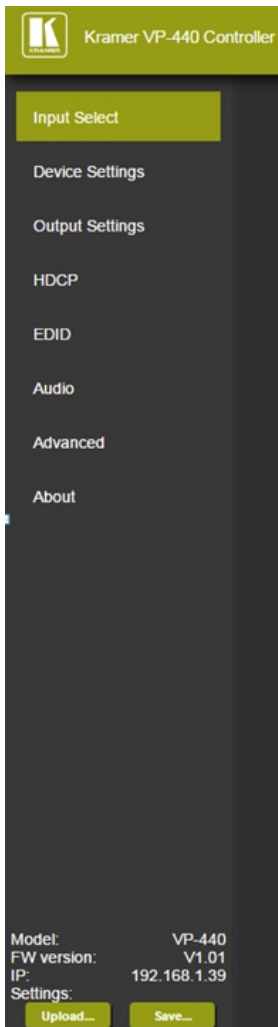 KRAMER
Kramer VP-440 Controller
Input Select
Device Settings
Output Settings
HDCP
EDID
Audio
Advanced
About
Model: VP-440
FW version: V1.01
IP: 192.168.1.39
Settings:
Upload... Save...